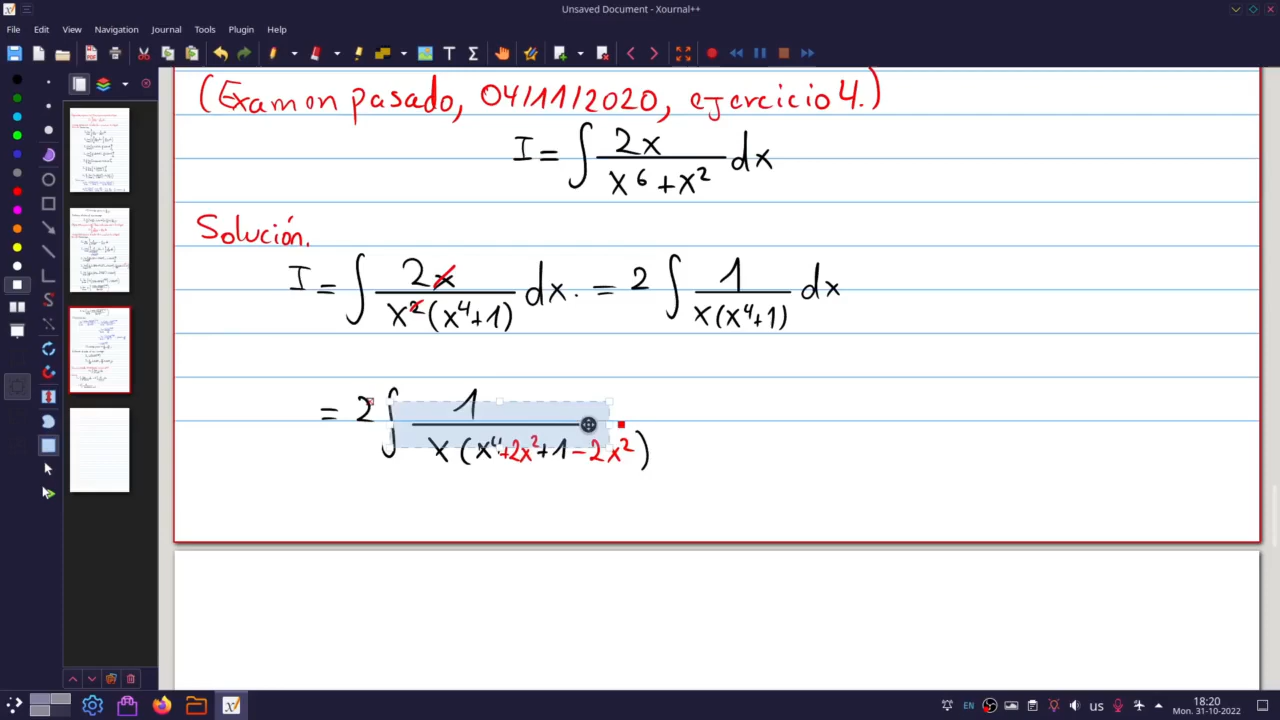 Unsaved Document - Xournal++
File Edit View Navigation Journal Tools Plugin Help
(Examen pasado, 04/11/2020, ejercicio 4.)
I = ∫ 2x / (x⁶ + x²) dx
Solución.
I = ∫ 2x / (x²(x⁴+1)) dx. = 2 ∫ 1 / (x(x⁴+1)) dx
= 2 ∫ 1 / (x(x⁴+2x²+1-2x²))
EN us 18:20
Mon. 31-10-2022